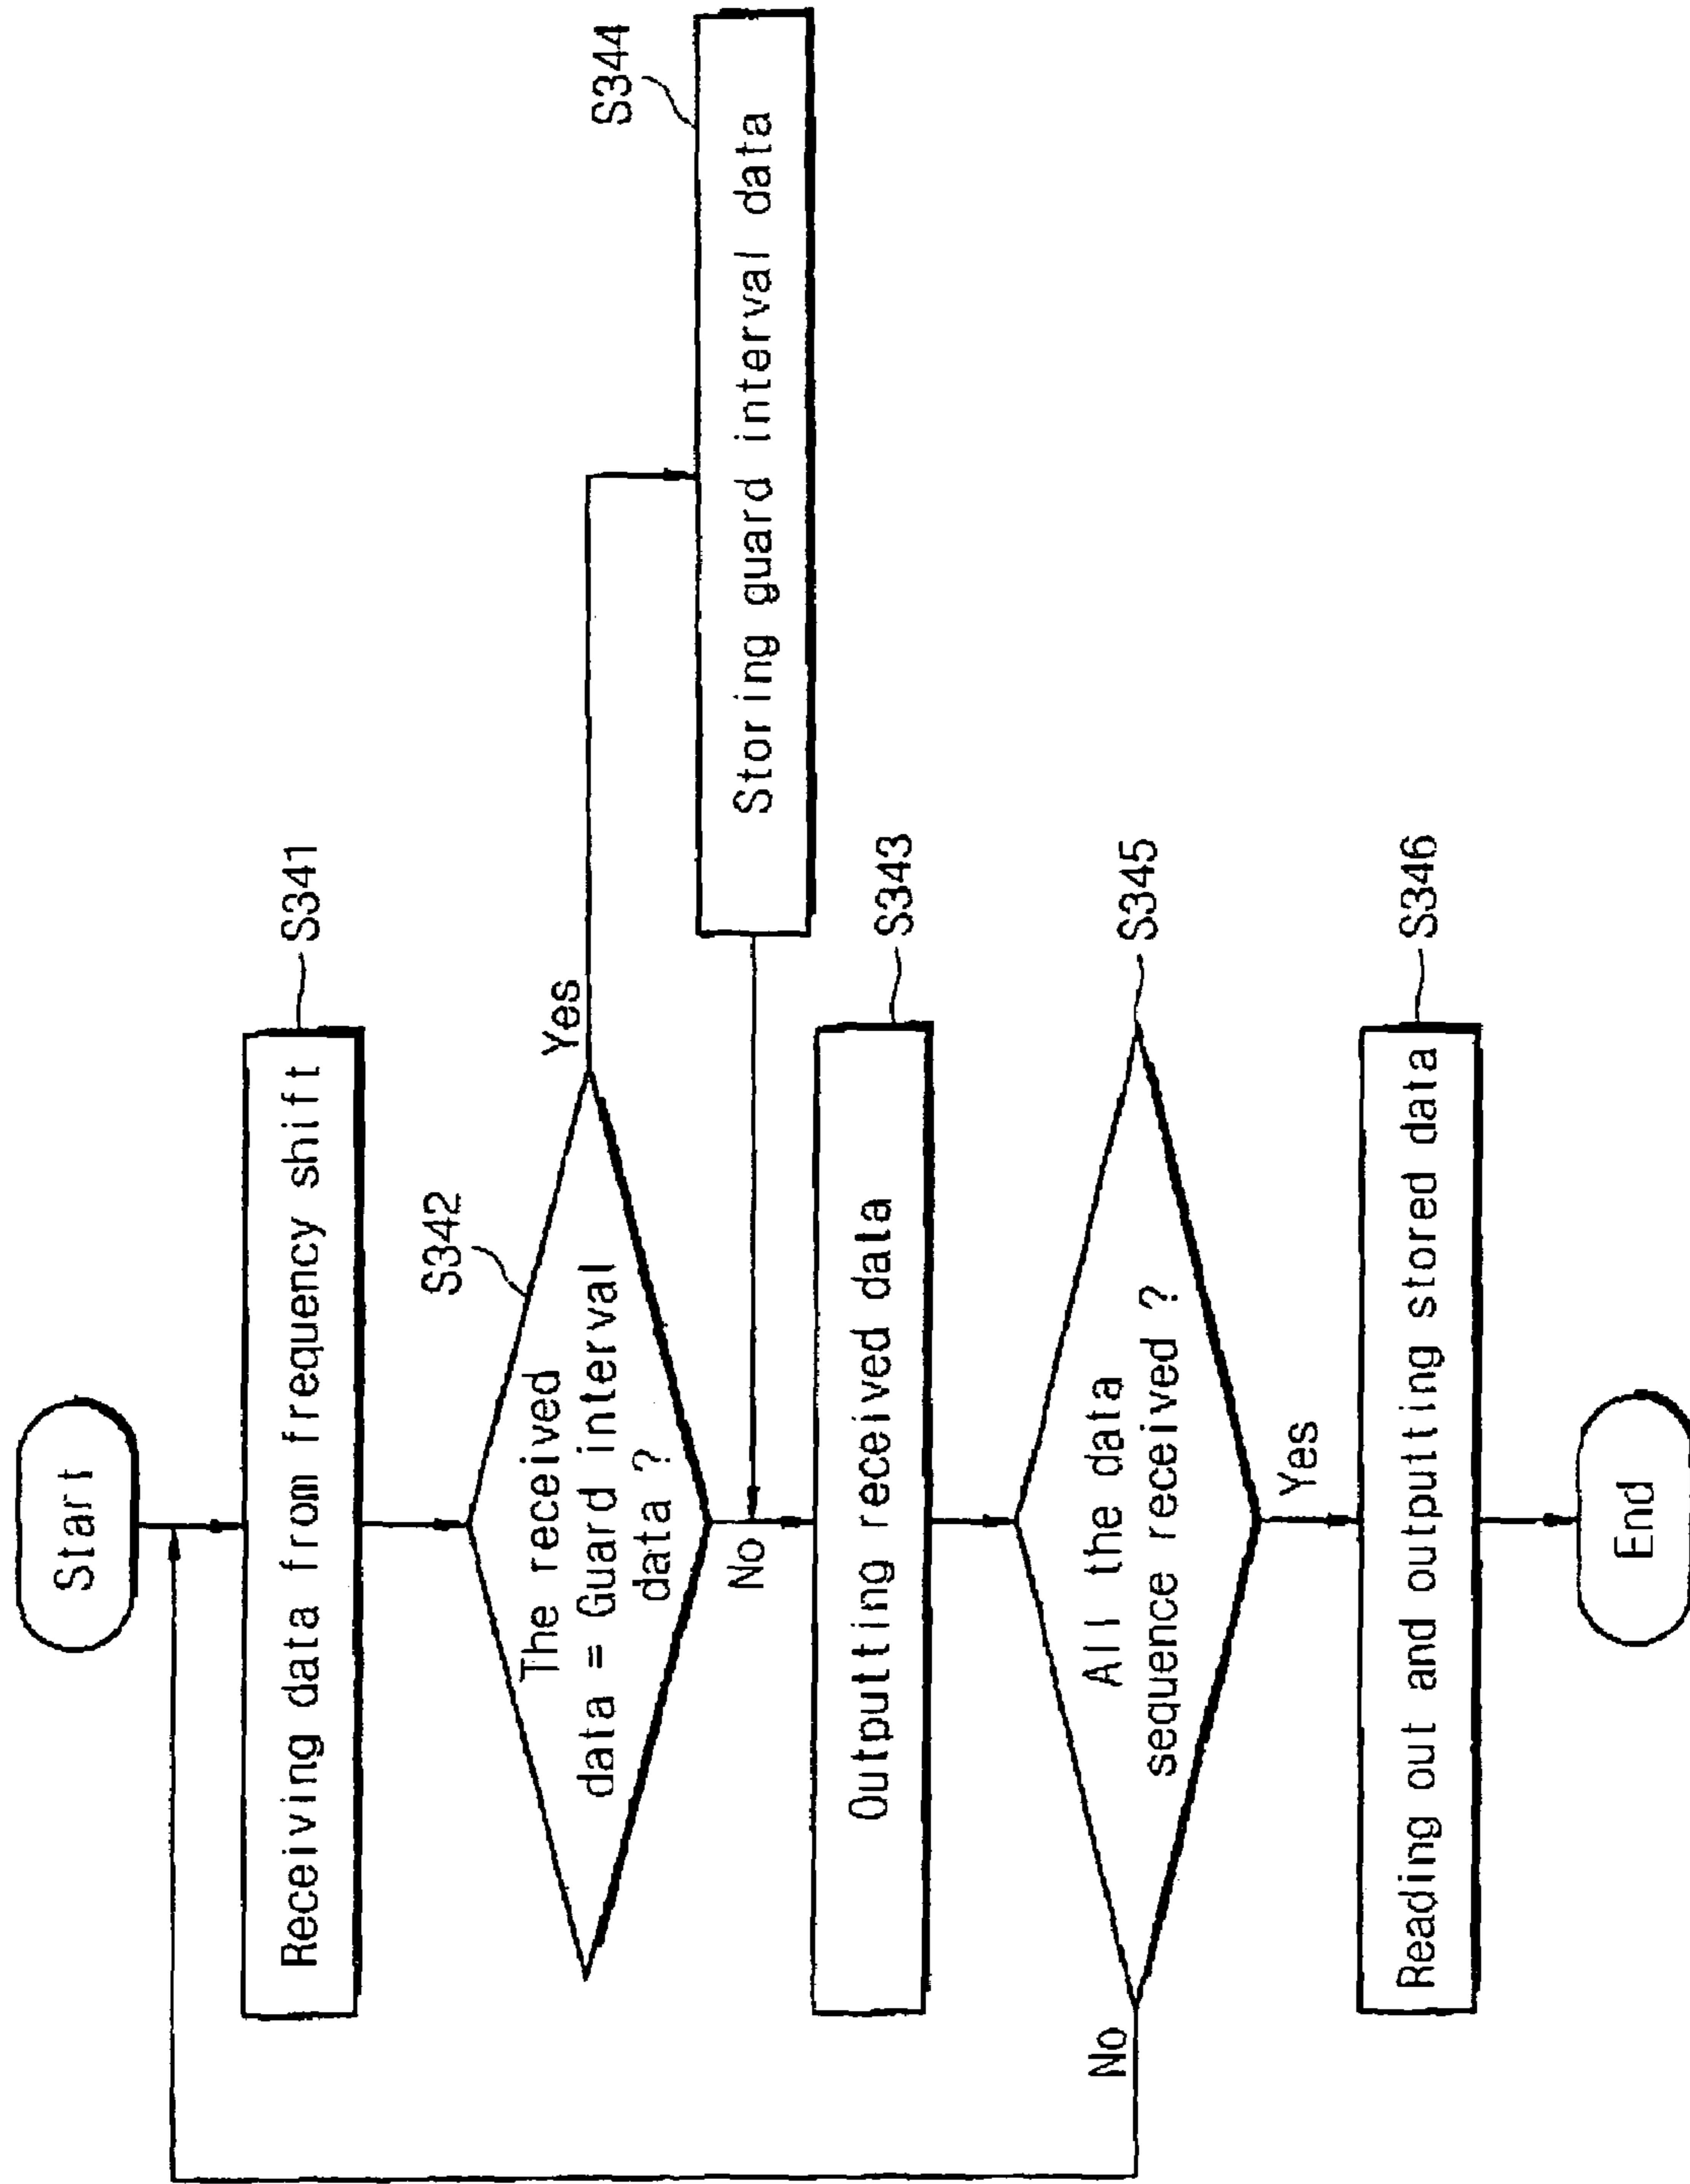 Start
Receiving data from frequency shift
S341
The received
data = Guard interval
data ?
S342
Yes
Storing guard interval data
S344
No
Outputting received data
S343
All the data
sequence received ?
S345
No
Yes
Reading out and outputting stored data
S346
End